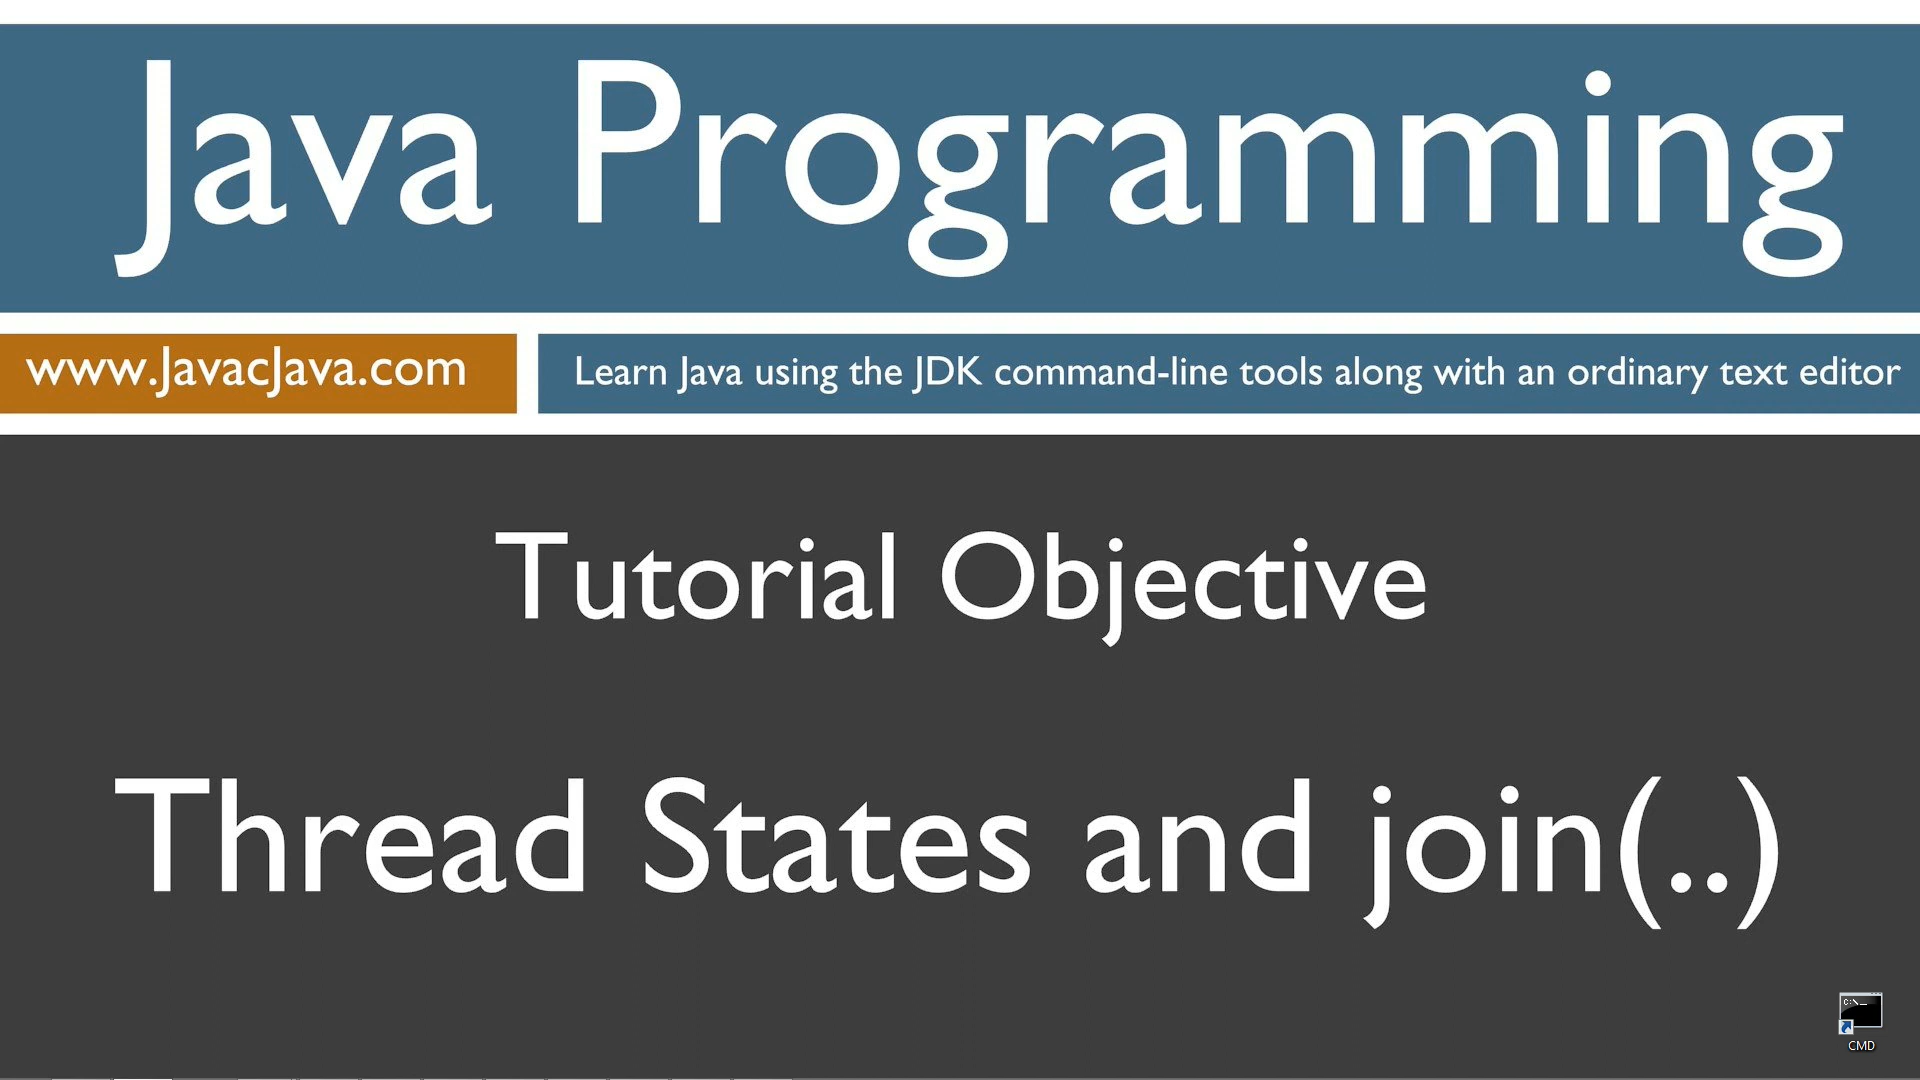 Java Programming
www.JavacJava.com
Learn Java using the JDK command-line tools along with an ordinary text editor
Tutorial Objective
Thread States and join(..)
C:\_
CMD